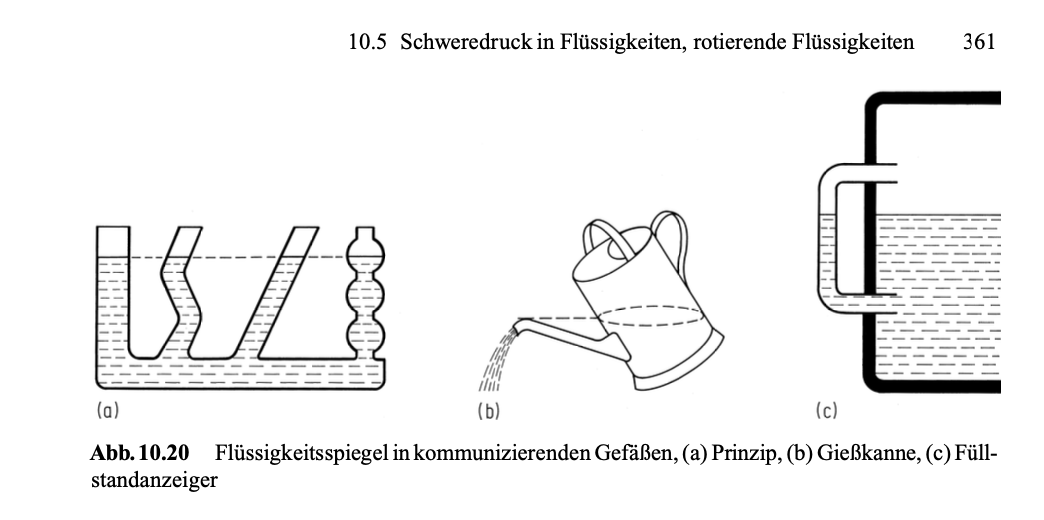 10.5 Schweredruck in Flüssigkeiten, rotierende Flüssigkeiten 361
(a)
(b)
(c)
Abb. 10.20 Flüssigkeitsspiegel in kommunizierenden Gefäßen, (a) Prinzip, (b) Gießkanne, (c) Füll-
standanzeiger